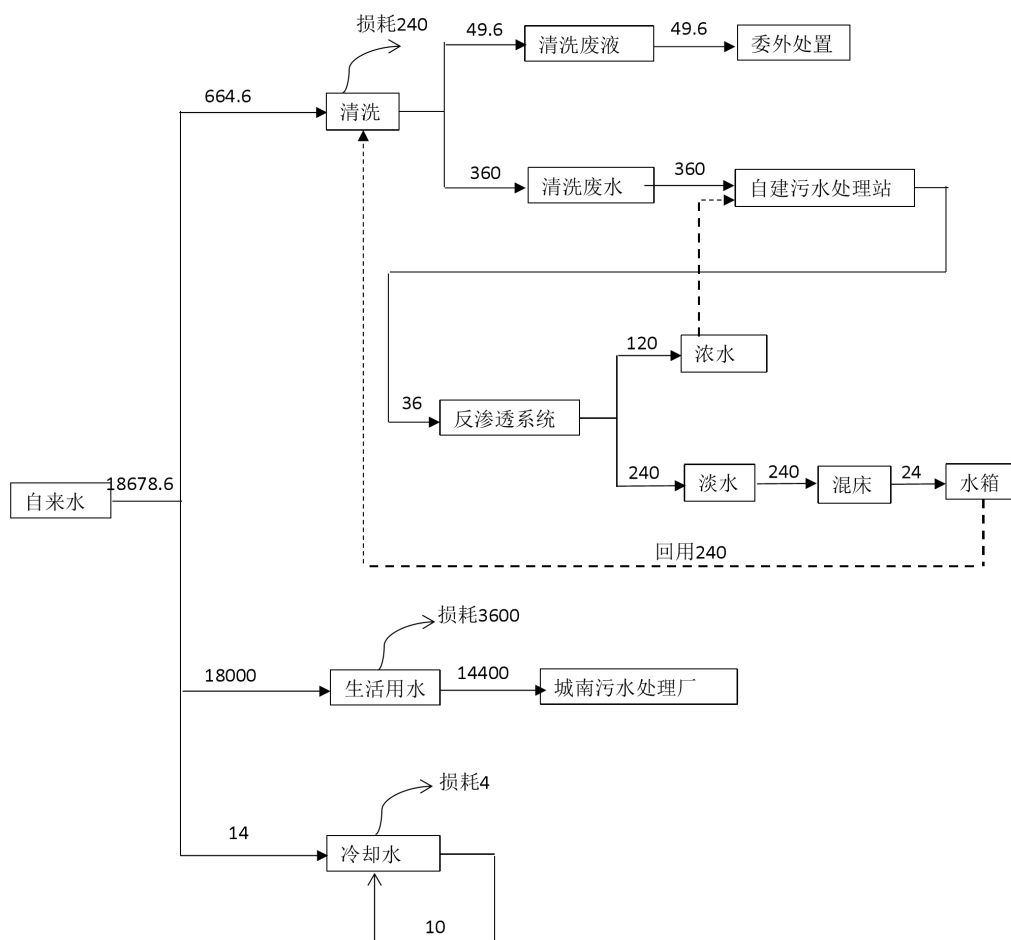 损耗240
49.6
清洗废液
49.6
委外处置
664.6
清洗
360
清洗废水
360
自建污水处理站
120
浓水
36
反渗透系统
240
淡水
240
混床
24
水箱
自来水
18678.6
回用240
损耗3600
18000
生活用水
14400
城南污水处理厂
损耗4
14
冷却水
10